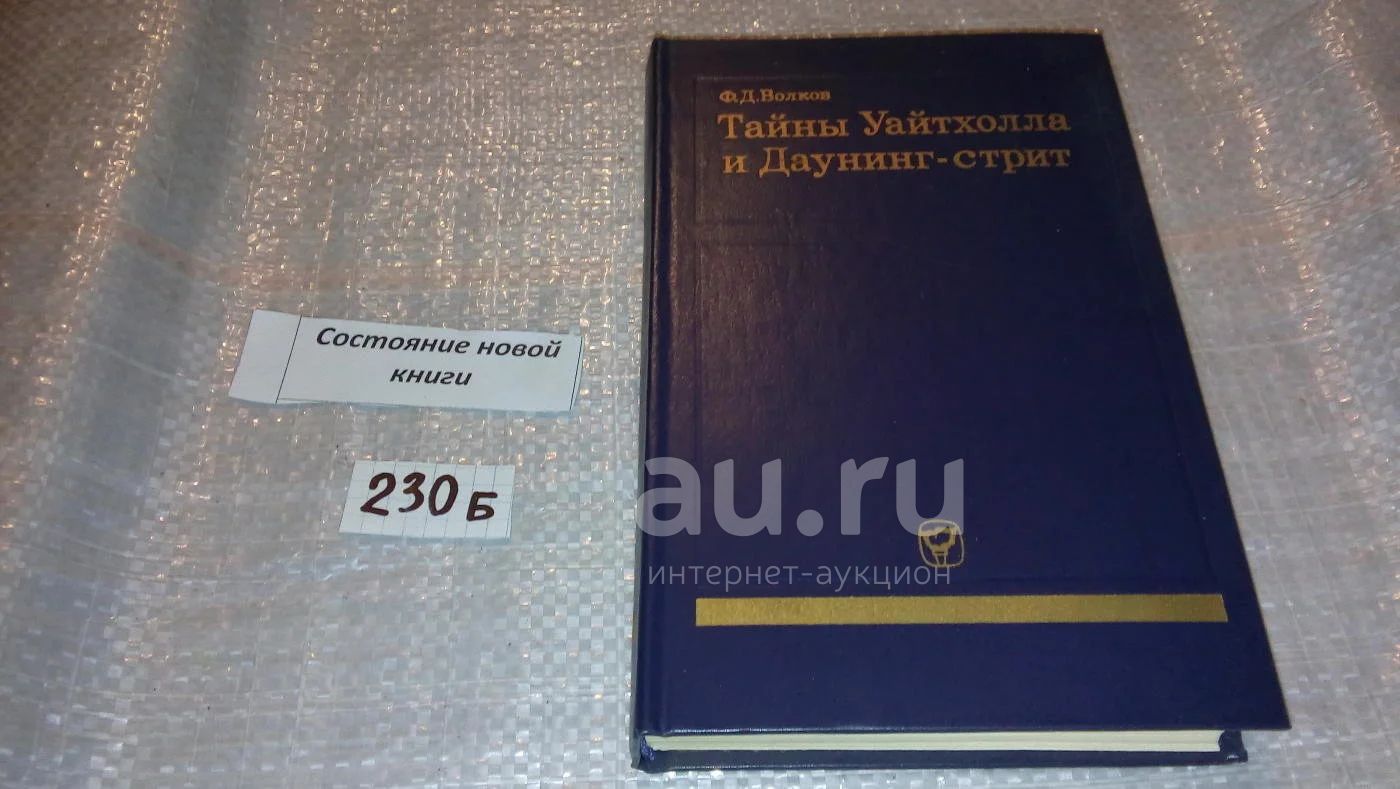 Ф.Д.Волков
Тайны Уайтхолла
и Даунинг-стрит
Состояние новой
книги
230 Б
au.ru
интернет-аукцион